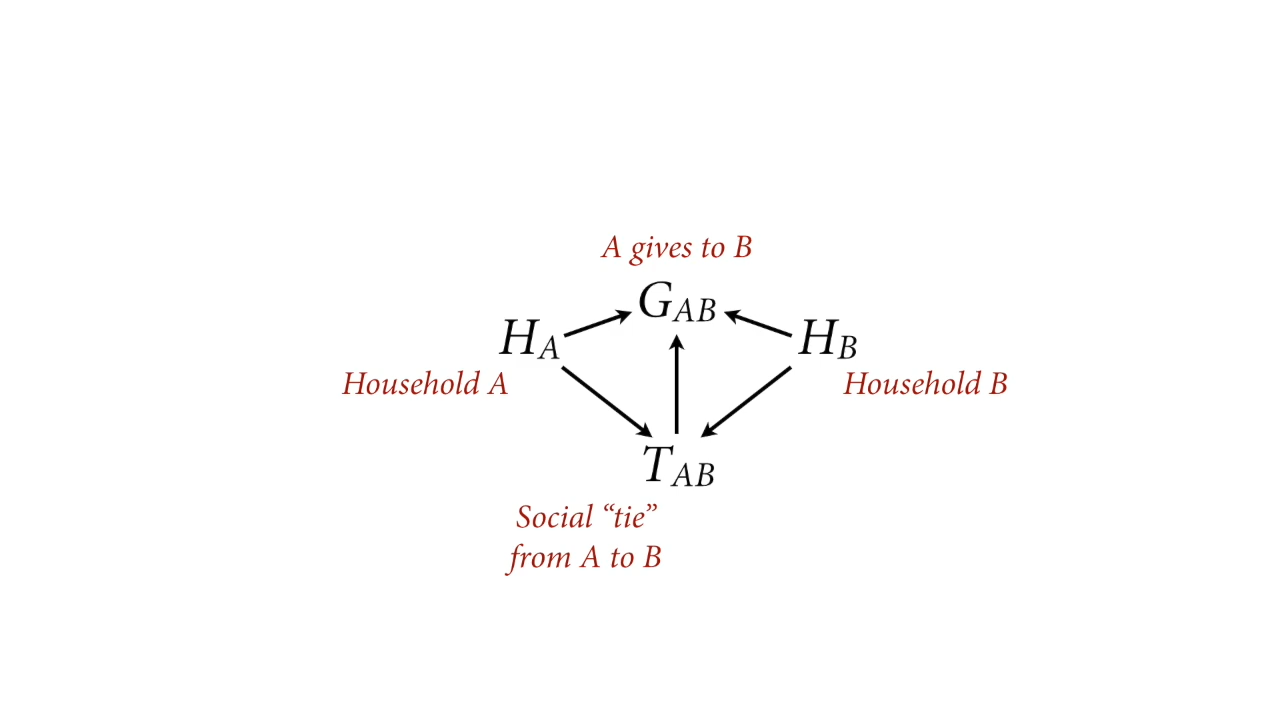 A gives to B
G_AB
H_A
H_B
Household A
Household B
T_AB
Social “tie”
from A to B